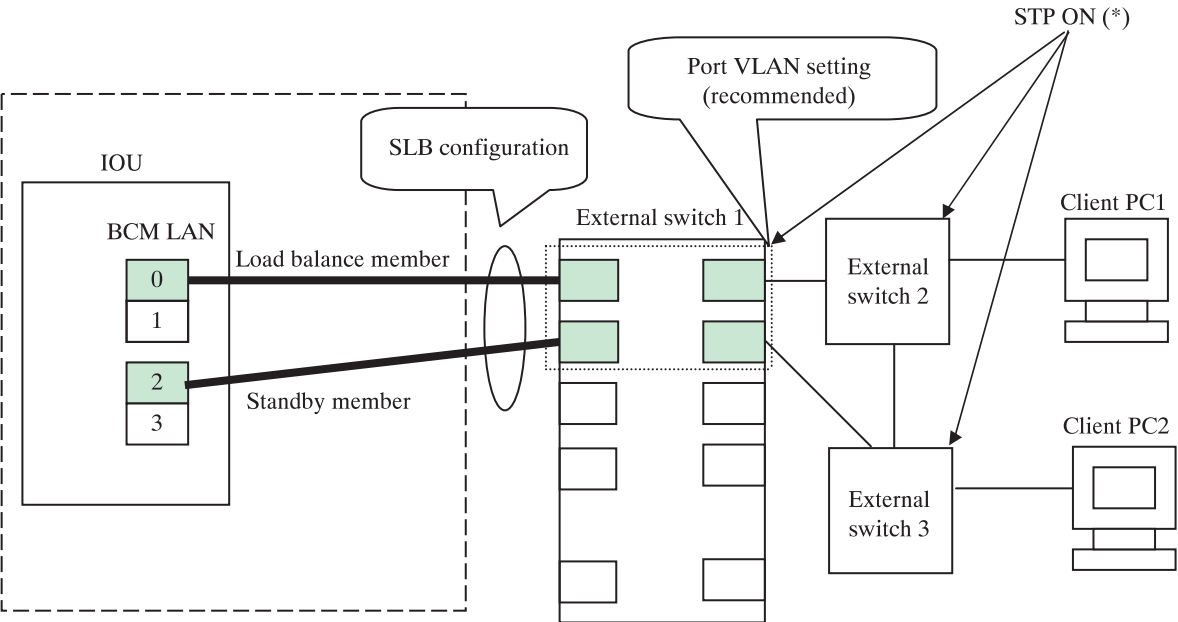 STP ON (*)
Port VLAN setting
(recommended)
SLB configuration
IOU
BCM LAN
External switch 1
Client PC1
Load balance member
0
1
External
switch 2
2
3
Standby member
Client PC2
External
switch 3